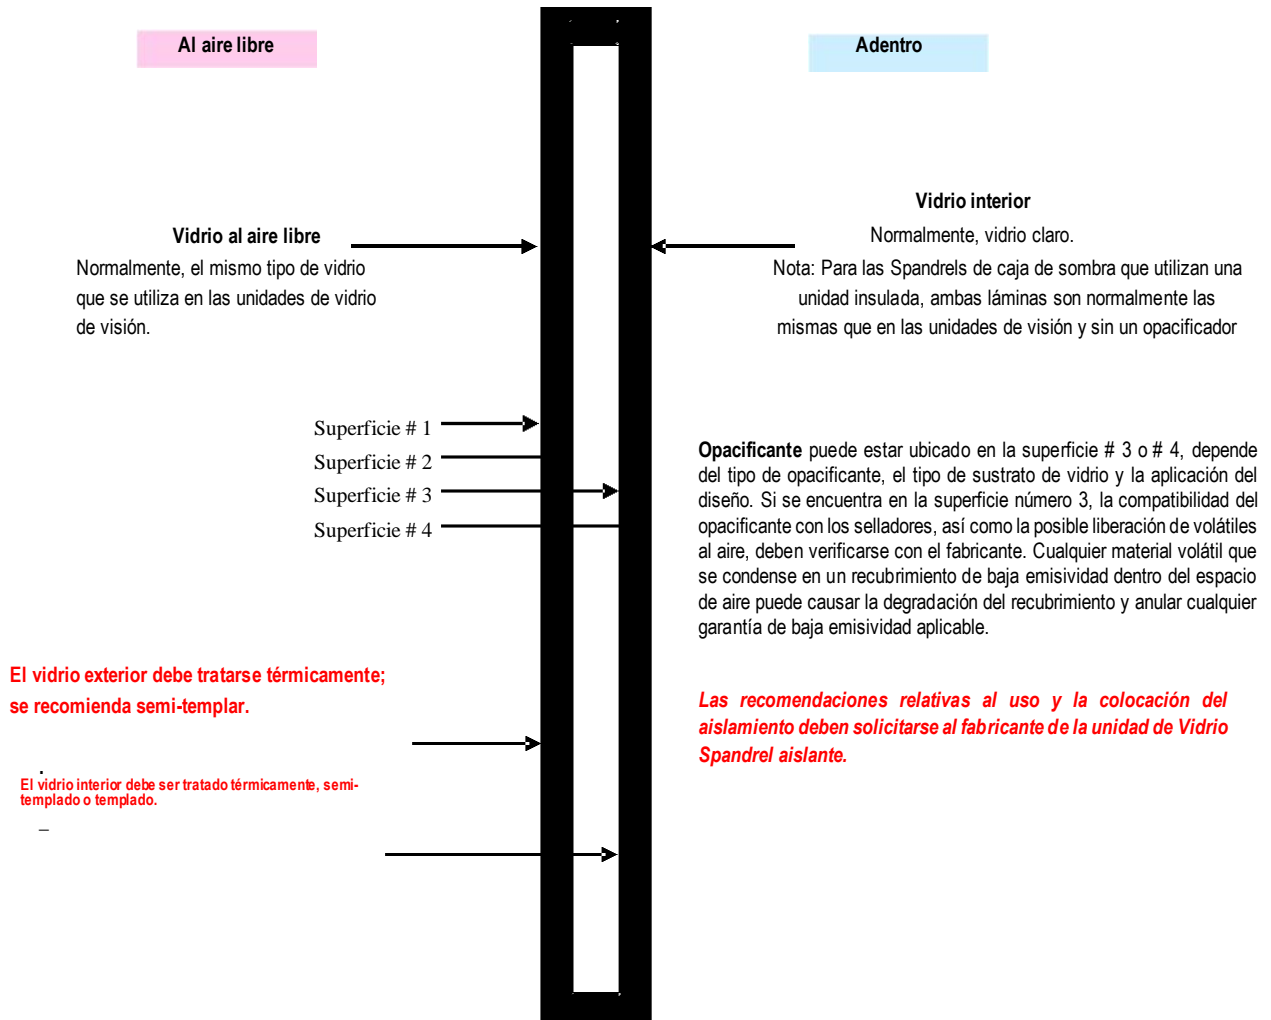 Al aire libre
Adentro
Vidrio al aire libre
Normalmente, el mismo tipo de vidrio
que se utiliza en las unidades de vidrio
de visión.
Vidrio interior
Normalmente, vidrio claro.
Nota: Para las Spandrels de caja de sombra que utilizan una
unidad insulada, ambas láminas son normalmente las
mismas que en las unidades de visión y sin un opacificador
Superficie # 1
Superficie # 2
Superficie # 3
Superficie # 4
Opacificante puede estar ubicado en la superficie # 3 o # 4, depende
del tipo de opacificante, el tipo de sustrato de vidrio y la aplicación del
diseño. Si se encuentra en la superficie número 3, la compatibilidad del
opacificante con los selladores, así como la posible liberación de volátiles
al aire, deben verificarse con el fabricante. Cualquier material volátil que
se condense en un recubrimiento de baja emisividad dentro del espacio
de aire puede causar la degradación del recubrimiento y anular cualquier
garantía de baja emisividad aplicable.
El vidrio exterior debe tratarse térmicamente;
se recomienda semi-templar.
.
El vidrio interior debe ser tratado térmicamente, semi-
templado o templado.
_
Las recomendaciones relativas al uso y la colocación del
aislamiento deben solicitarse al fabricante de la unidad de Vidrio
Spandrel aislante.